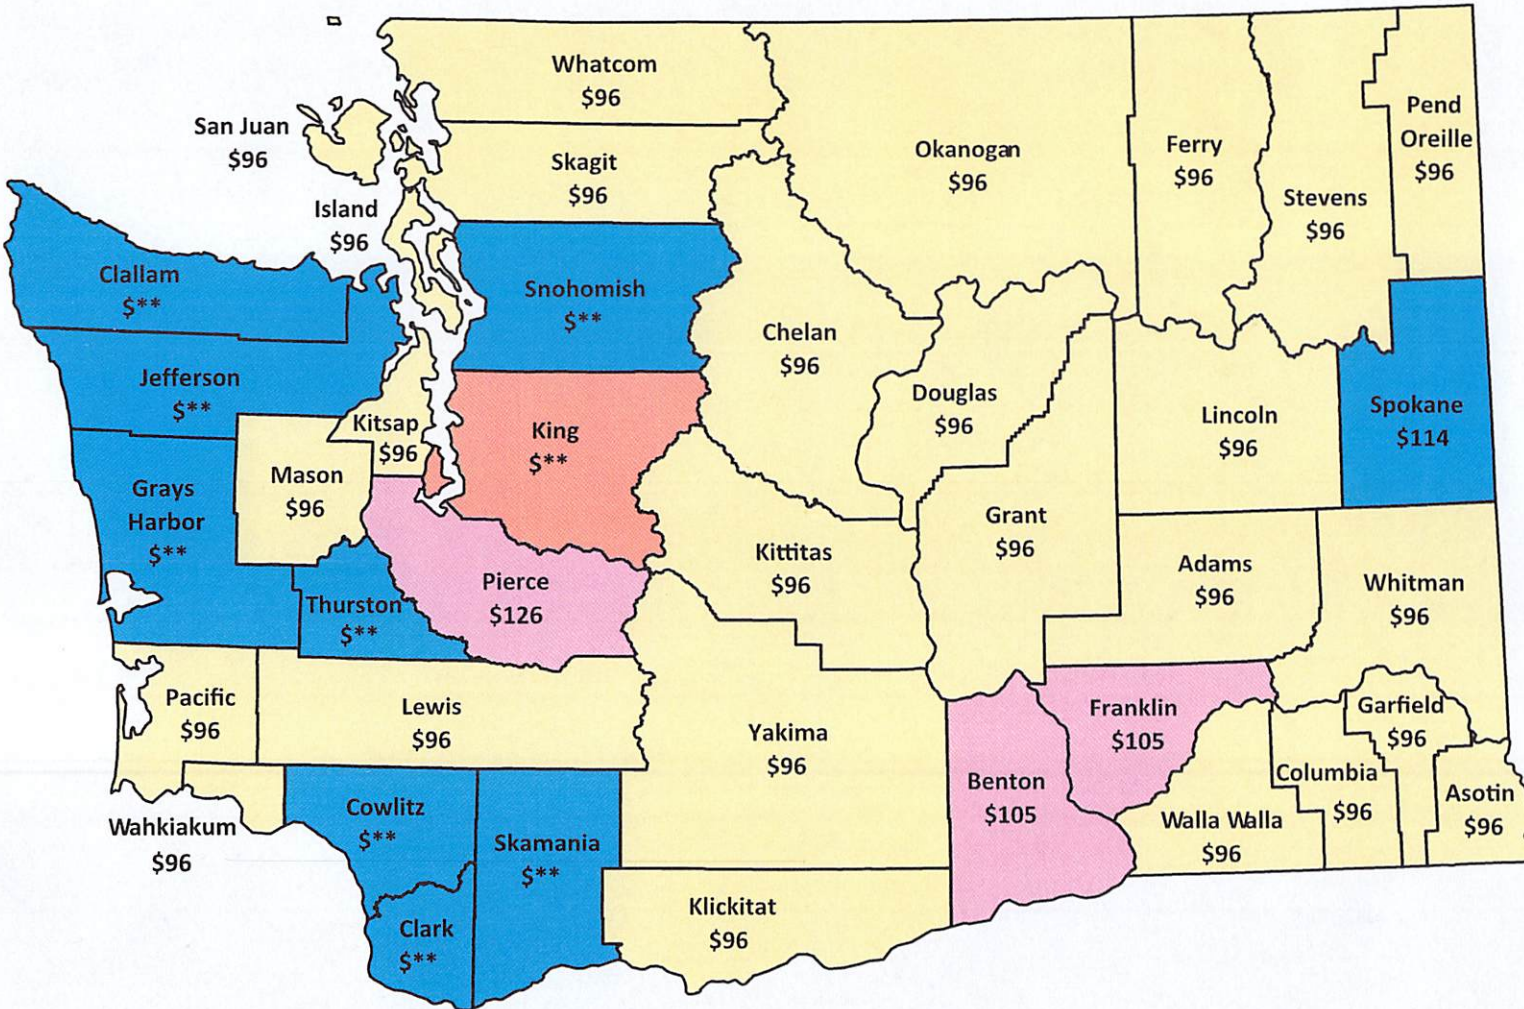 Whatcom
$96
San Juan
$96
Skagit
$96
Island
$96
Okanogan
$96
Ferry
$96
Stevens
$96
Pend
Oreille
$96
Clallam
$**
Snohomish
$**
Chelan
$96
Jefferson
$**
Kitsap
$96
King
$**
Douglas
$96
Lincoln
$96
Spokane
$114
Grays
Harbor
$**
Mason
$96
Grant
$96
Kittitas
$96
Adams
$96
Whitman
$96
Thurston
$**
Pierce
$126
Pacific
$96
Lewis
$96
Yakima
$96
Franklin
$105
Garfield
$96
Benton
$105
Columbia
$96
Asotin
$96
Walla Walla
$96
Wahkiakum
$96
Cowlitz
$**
Skamania
$**
Clark
$**
Klickitat
$96